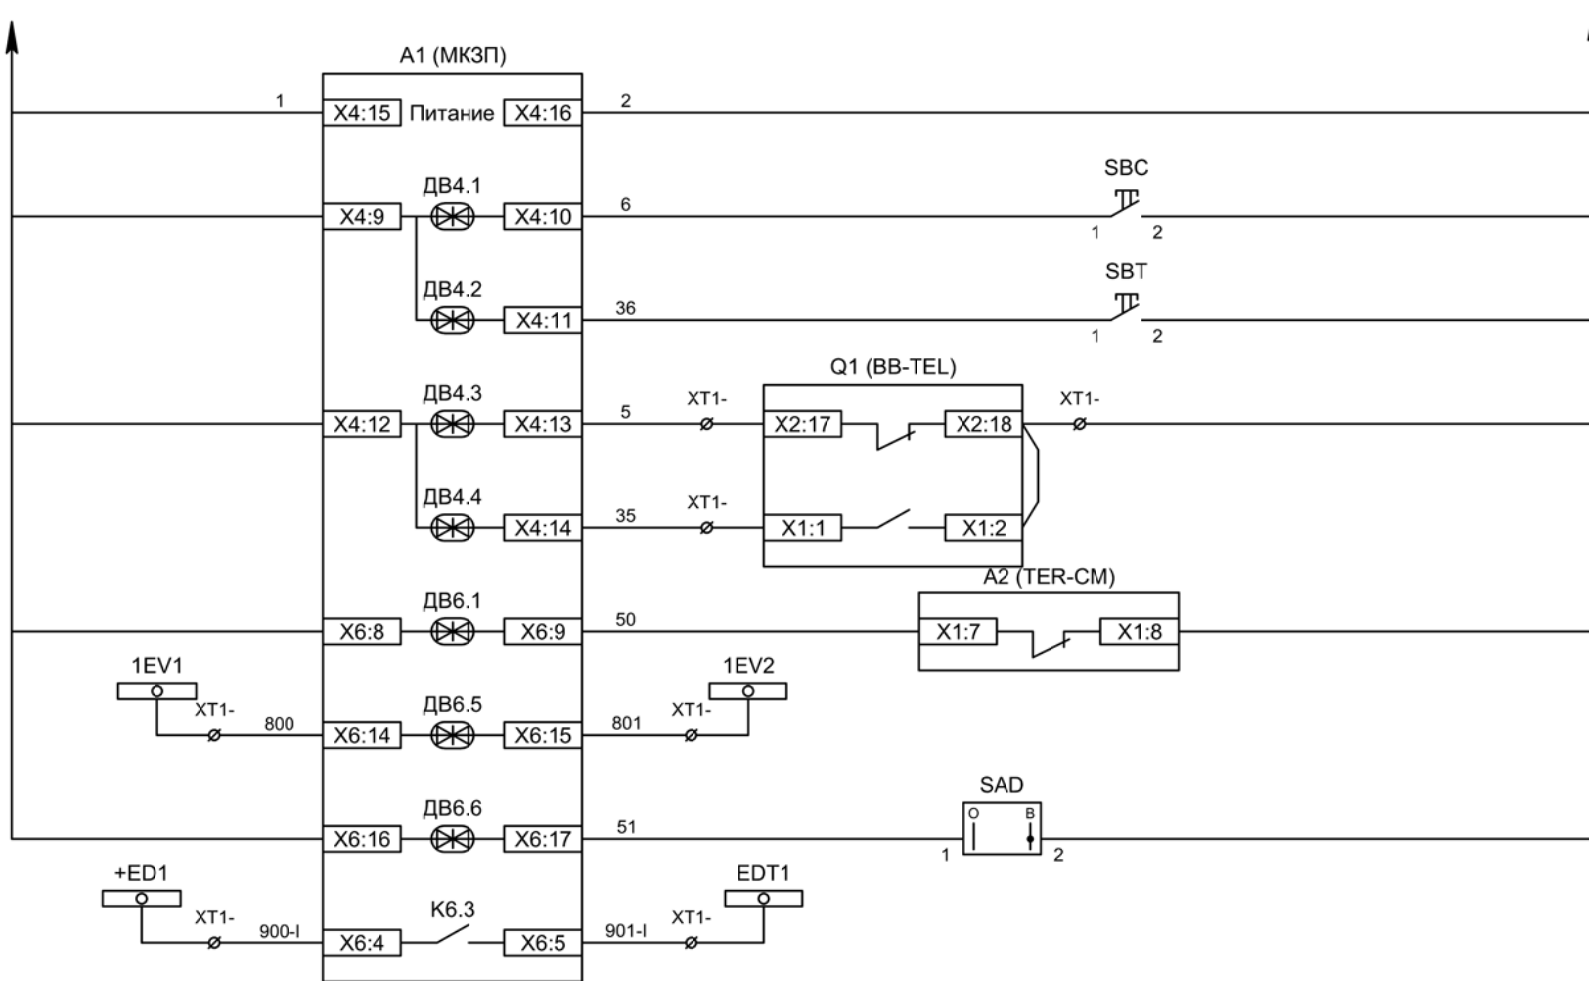 A1 (МКЗП)
1 X4:15 Питание X4:16 2
SBC
ДВ4.1
X4:9 X4:10 6
1 2
SBT
ДВ4.2
X4:11 36
1 2
Q1 (BB-TEL)
ДВ4.3 XT1- XT1-
X4:12 X4:13 5 X2:17 X2:18
ДВ4.4 XT1-
X4:14 35 X1:1 X1:2
A2 (TER-CM)
ДВ6.1
X6:8 X6:9 50 X1:7 X1:8
1EV1 1EV2
XT1- ДВ6.5 XT1-
800 X6:14 X6:15 801
SAD
ДВ6.6 O B
X6:16 X6:17 51
1 2
+ED1 EDT1
XT1- K6.3 XT1-
900-I X6:4 X6:5 901-I